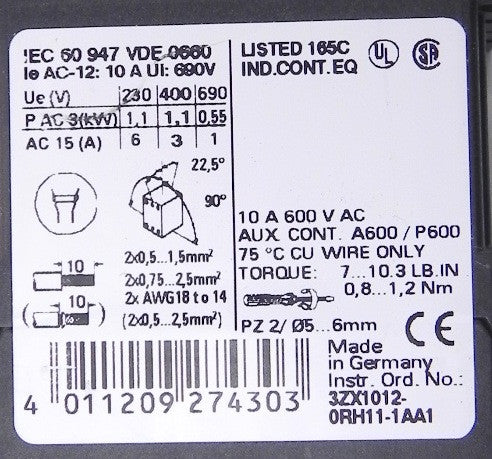 IEC 60 947 VDE 0660
Ie AC-12: 10 A UI: 690V
Ue (V) 230 400 690
P AC 3(kW) 1,1 1,1 0,55
AC 15 (A) 6 3 1
22,5°
90°
10 2x0,5...1,5mm²
2x0,75...2,5mm²
2x AWG18 to 14
(10) (2x0,5...2,5mm²)
4 011209 274303
LISTED 165C
IND.CONT.EQ
UL
SA
10 A 600 V AC
AUX. CONT. A600 / P600
75 °C CU WIRE ONLY
TORQUE: 7...10.3 LB.IN
0,8...1,2 Nm
PZ 2/ Ø5...6mm
CE
Made
in Germany
Instr. Ord. No.:
3ZX1012-
0RH11-1AA1